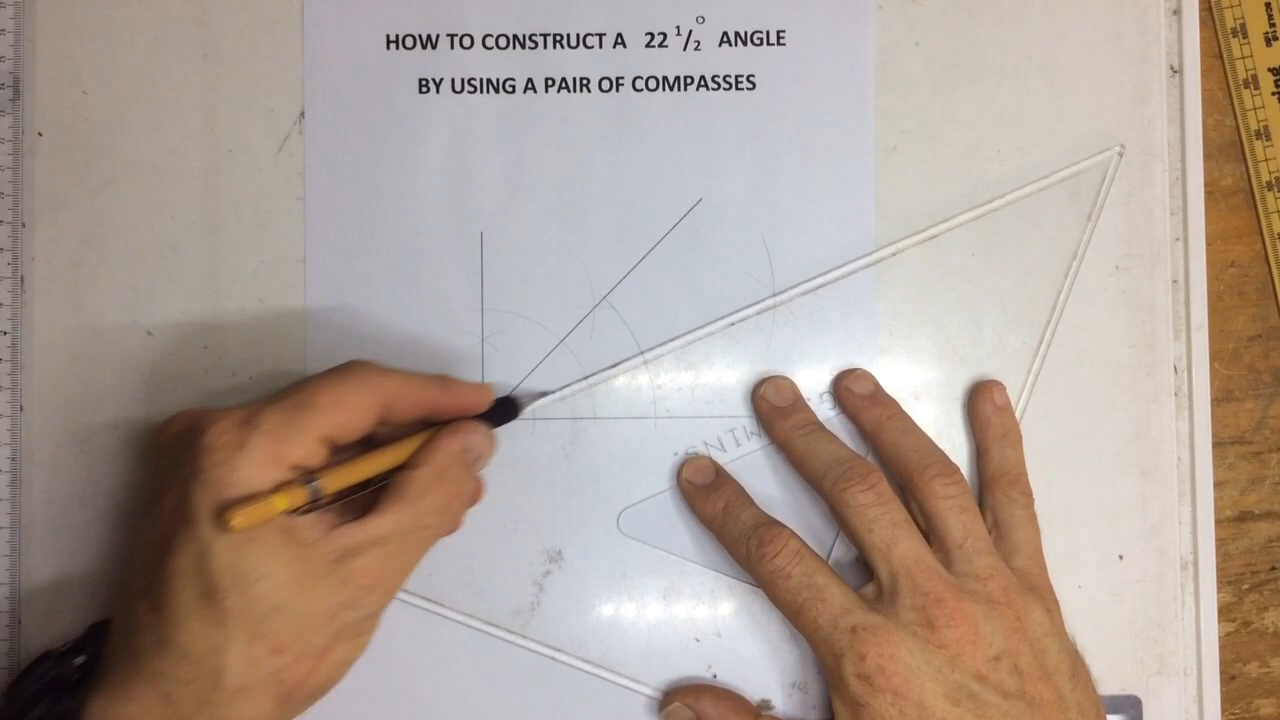 HOW TO CONSTRUCT A 22 1/2° ANGLE
BY USING A PAIR OF COMPASSES